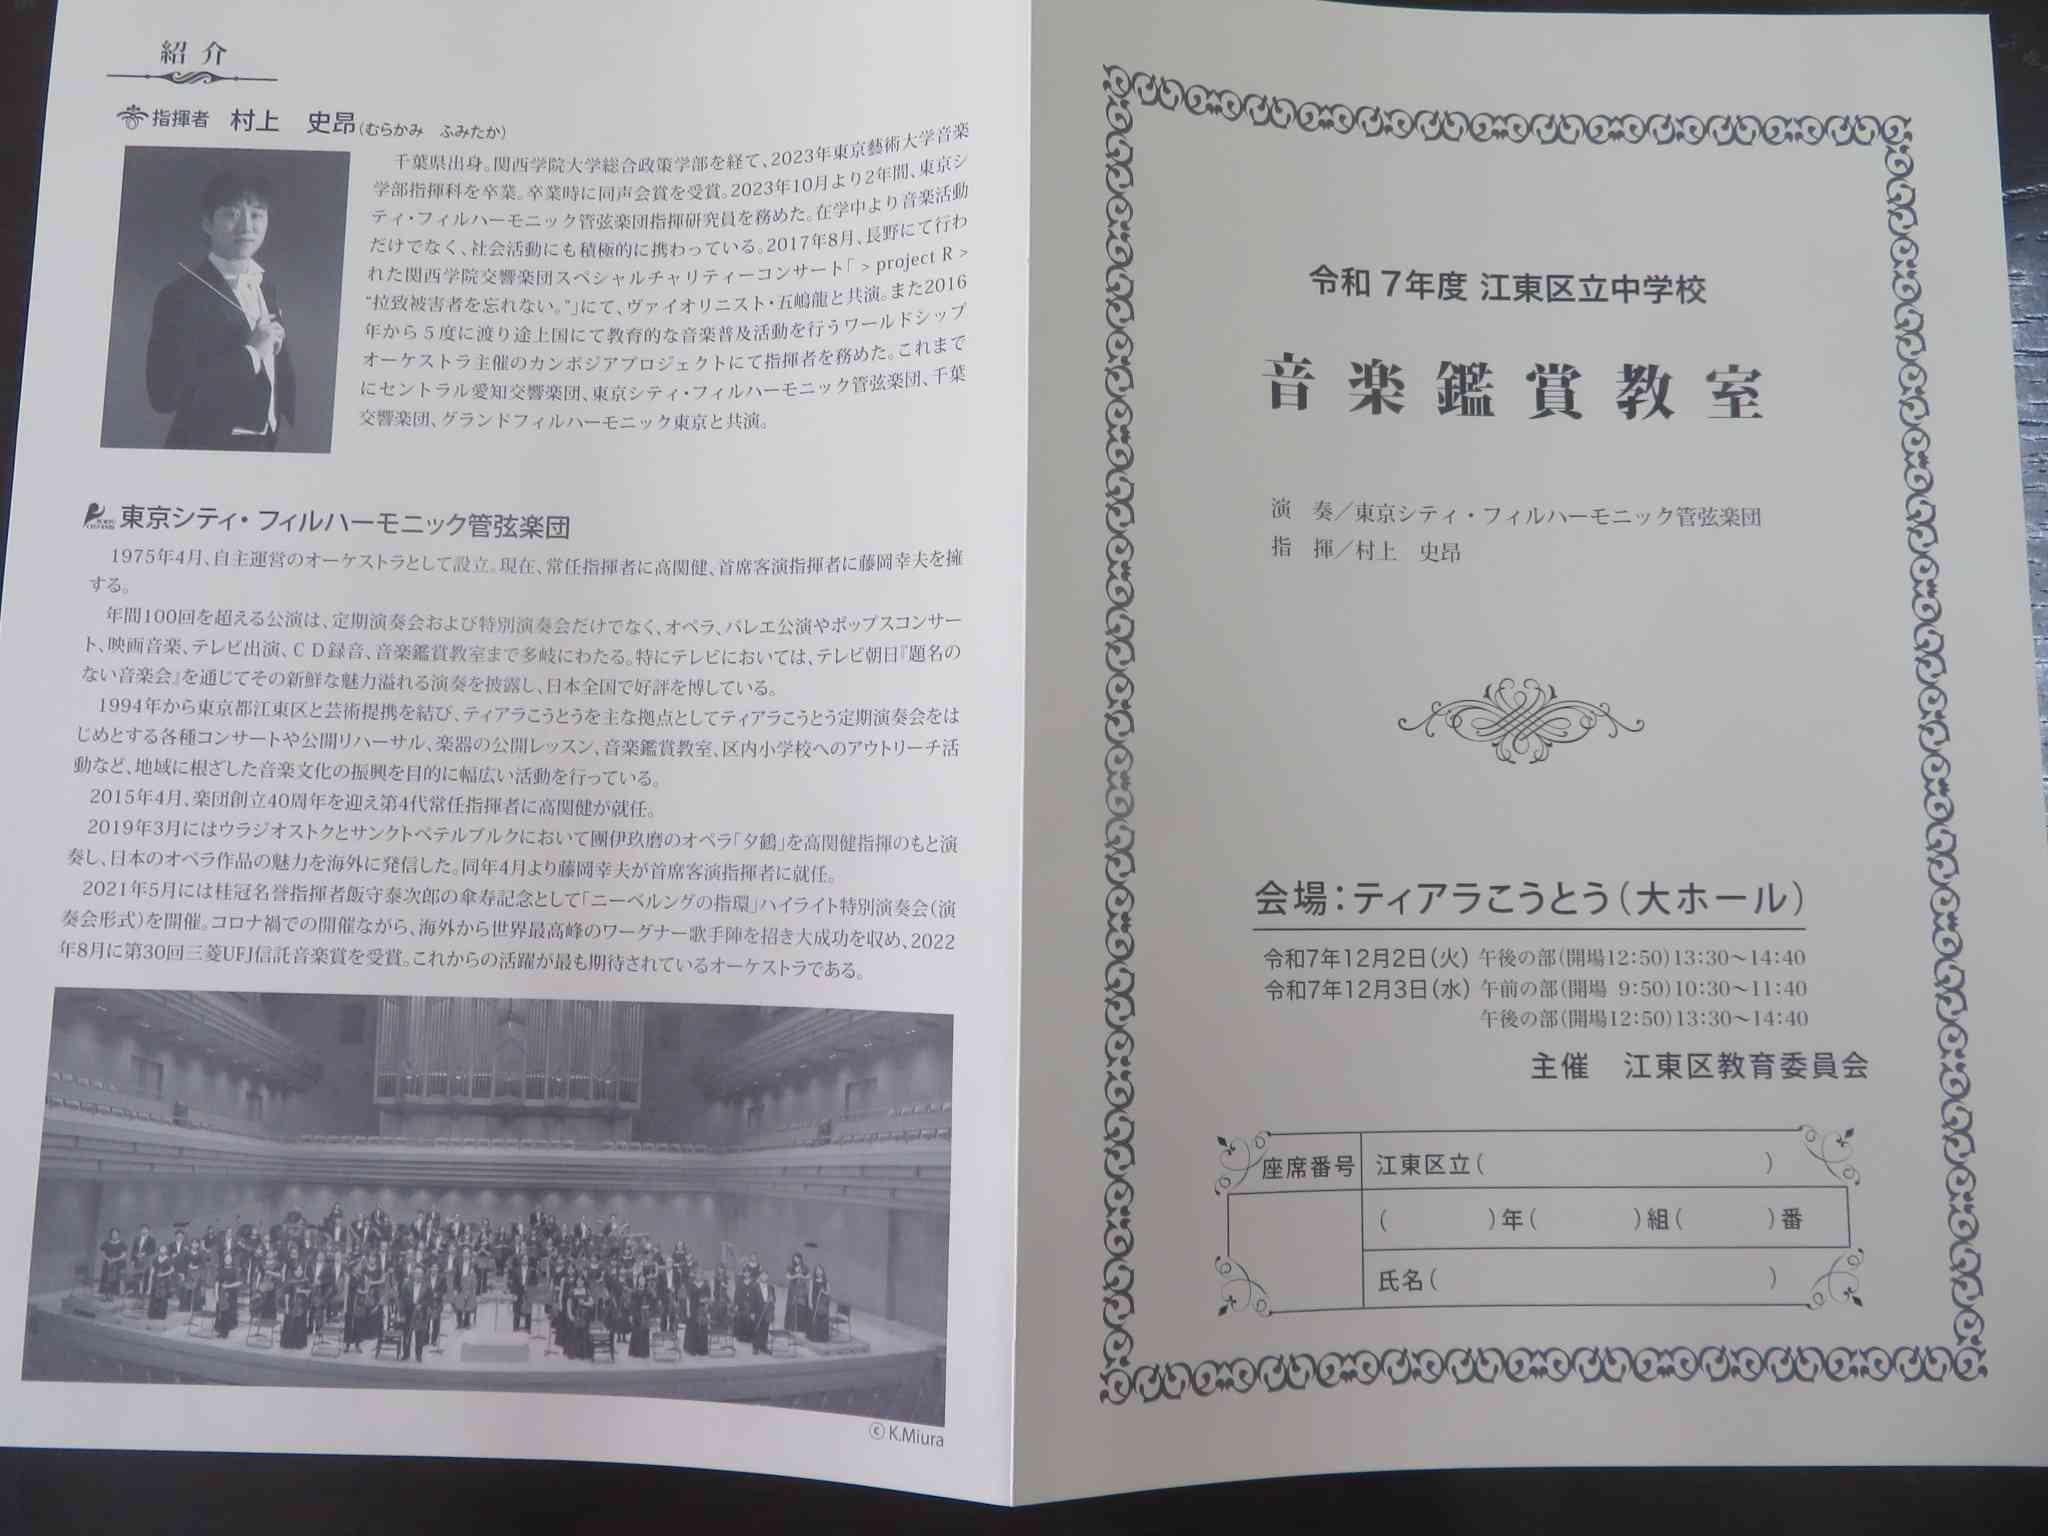 紹介
指揮者 村上 史昂(むらかみ ふみたか)
千葉県出身。関西学院大学総合政策学部を経て、2023年東京藝術大学音楽
学部指揮科を卒業。卒業時に同声会賞を受賞。2023年10月より2年間、東京シ
ティ・フィルハーモニック管弦楽団指揮研究員を務めた。在学中より音楽活動
だけでなく、社会活動にも積極的に携わっている。2017年8月、長野にて行わ
れた関西学院交響楽団スペシャルチャリティーコンサート「＞project R＞
“拉致被害者を忘れない。”」にて、ヴァイオリニスト・五嶋龍と共演。また2016
年から５度に渡り途上国にて教育的な音楽普及活動を行うワールドシップ
オーケストラ主催のカンボジアプロジェクトにて指揮者を務めた。これまで
にセントラル愛知交響楽団、東京シティ・フィルハーモニック管弦楽団、千葉
交響楽団、グランドフィルハーモニック東京と共演。
東京シティ・フィルハーモニック管弦楽団
1975年4月、自主運営のオーケストラとして設立。現在、常任指揮者に高関健、首席客演指揮者に藤岡幸夫を擁
する。
年間100回を超える公演は、定期演奏会および特別演奏会だけでなく、オペラ、バレエ公演やポップスコンサー
ト、映画音楽、テレビ出演、ＣＤ録音、音楽鑑賞教室まで多岐にわたる。特にテレビにおいては、テレビ朝日『題名の
ない音楽会』を通じてその新鮮な魅力溢れる演奏を披露し、日本全国で好評を博している。
1994年から東京都江東区と芸術提携を結び、ティアラこうとうを主な拠点としてティアラこうとう定期演奏会をは
じめとする各種コンサートや公開リハーサル、楽器の公開レッスン、音楽鑑賞教室、区内小学校へのアウトリーチ活
動など、地域に根ざした音楽文化の振興を目的に幅広い活動を行っている。
2015年4月、楽団創立40周年を迎え第4代常任指揮者に高関健が就任。
2019年3月にはウラジオストクとサンクトペテルブルクにおいて團伊玖磨のオペラ「夕鶴」を高関健指揮のもと演
奏し、日本のオペラ作品の魅力を海外に発信した。同年4月より藤岡幸夫が首席客演指揮者に就任。
2021年5月には桂冠名誉指揮者飯守泰次郎の傘寿記念として「ニーベルングの指環」ハイライト特別演奏会(演
奏会形式)を開催。コロナ禍での開催ながら、海外から世界最高峰のワーグナー歌手陣を招き大成功を収め、2022
年8月に第30回三菱UFJ信託音楽賞を受賞。これからの活躍が最も期待されているオーケストラである。
© K.Miura
令和７年度 江東区立中学校
音楽鑑賞教室
演 奏／東京シティ・フィルハーモニック管弦楽団
指 揮／村上 史昂
会場：ティアラこうとう(大ホール)
令和7年12月2日(火) 午後の部(開場12：50)13：30～14：40
令和7年12月3日(水) 午前の部(開場 9：50)10：30～11：40
午後の部(開場12：50)13：30～14：40
主催 江東区教育委員会
座席番号 江東区立( )
( )年( )組( )番
氏名( )